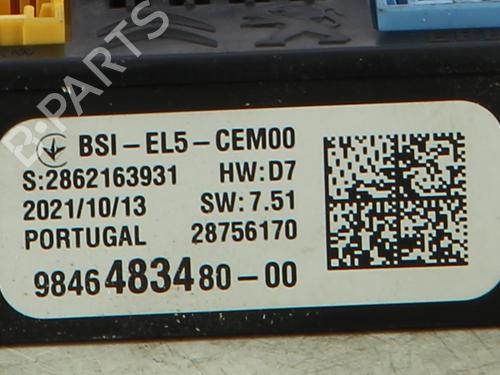 B-PARTS
BSI-EL5-CEM00
S:2862163931 HW:D7
2021/10/13 SW:7.51
PORTUGAL 28756170
9846483480-00